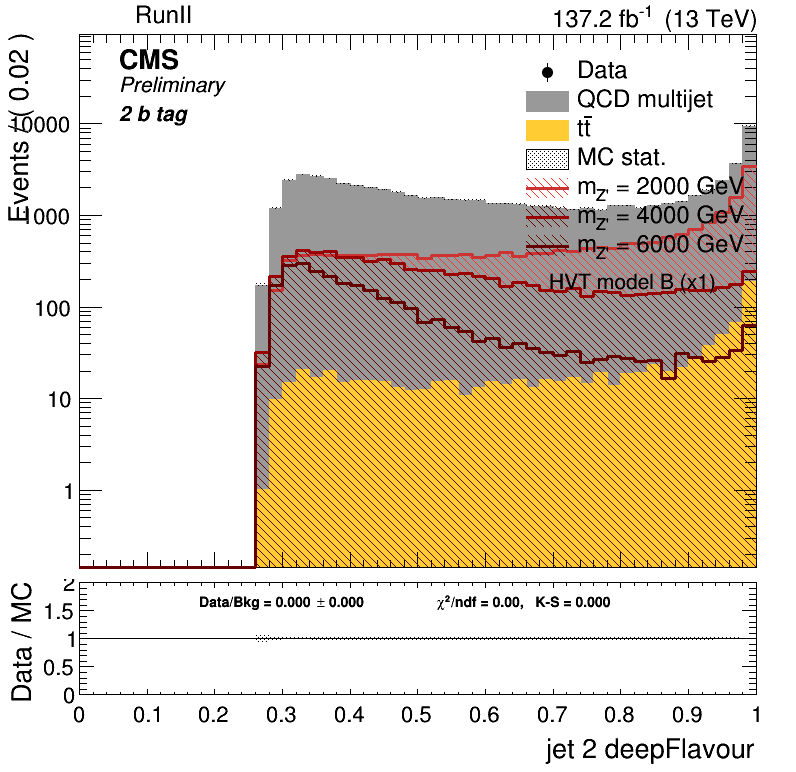 RunII
137.2 fb⁻¹ (13 TeV)
CMS
Preliminary
2 b tag
Data
QCD multijet
tt̄
MC stat.
m_Z' = 2000 GeV
m_Z' = 4000 GeV
m_Z' = 6000 GeV
HVT model B (x1)
Events / ( 0.02 )
0000
1000
100
10
1
Data/Bkg = 0.000 ± 0.000
χ²/ndf = 0.00, K-S = 0.000
Data / MC
2
1.5
1
0.5
0
0 0.1 0.2 0.3 0.4 0.5 0.6 0.7 0.8 0.9 1
jet 2 deepFlavour